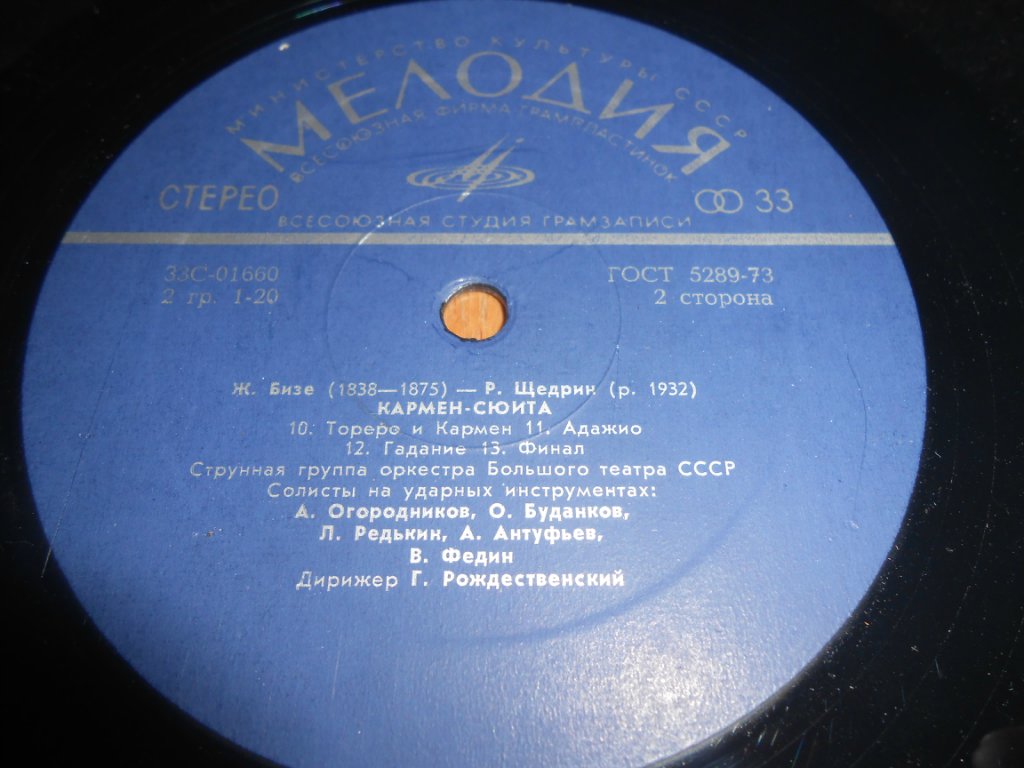 МИНИСТЕРСТВО КУЛЬТУРЫ СССР
МЕЛОДИЯ
ВСЕСОЮЗНАЯ ФИРМА ГРАМПЛАСТИНОК
СТЕРЕО
33
ВСЕСОЮЗНАЯ СТУДИЯ ГРАМЗАПИСИ
33С-01660
ГОСТ 5289-73
2 гр. 1-20
2 сторона
Ж. Бизе (1838—1875) — Р. Щедрин (р. 1932)
КАРМЕН-СЮИТА
10. Тореро и Кармен 11. Адажио
12. Гадание 13. Финал
Струнная группа оркестра Большого театра СССР
Солисты на ударных инструментах:
А. Огородников, О. Буданков,
Л. Редькин, А. Антуфьев,
В. Федин
Дирижер Г. Рождественский